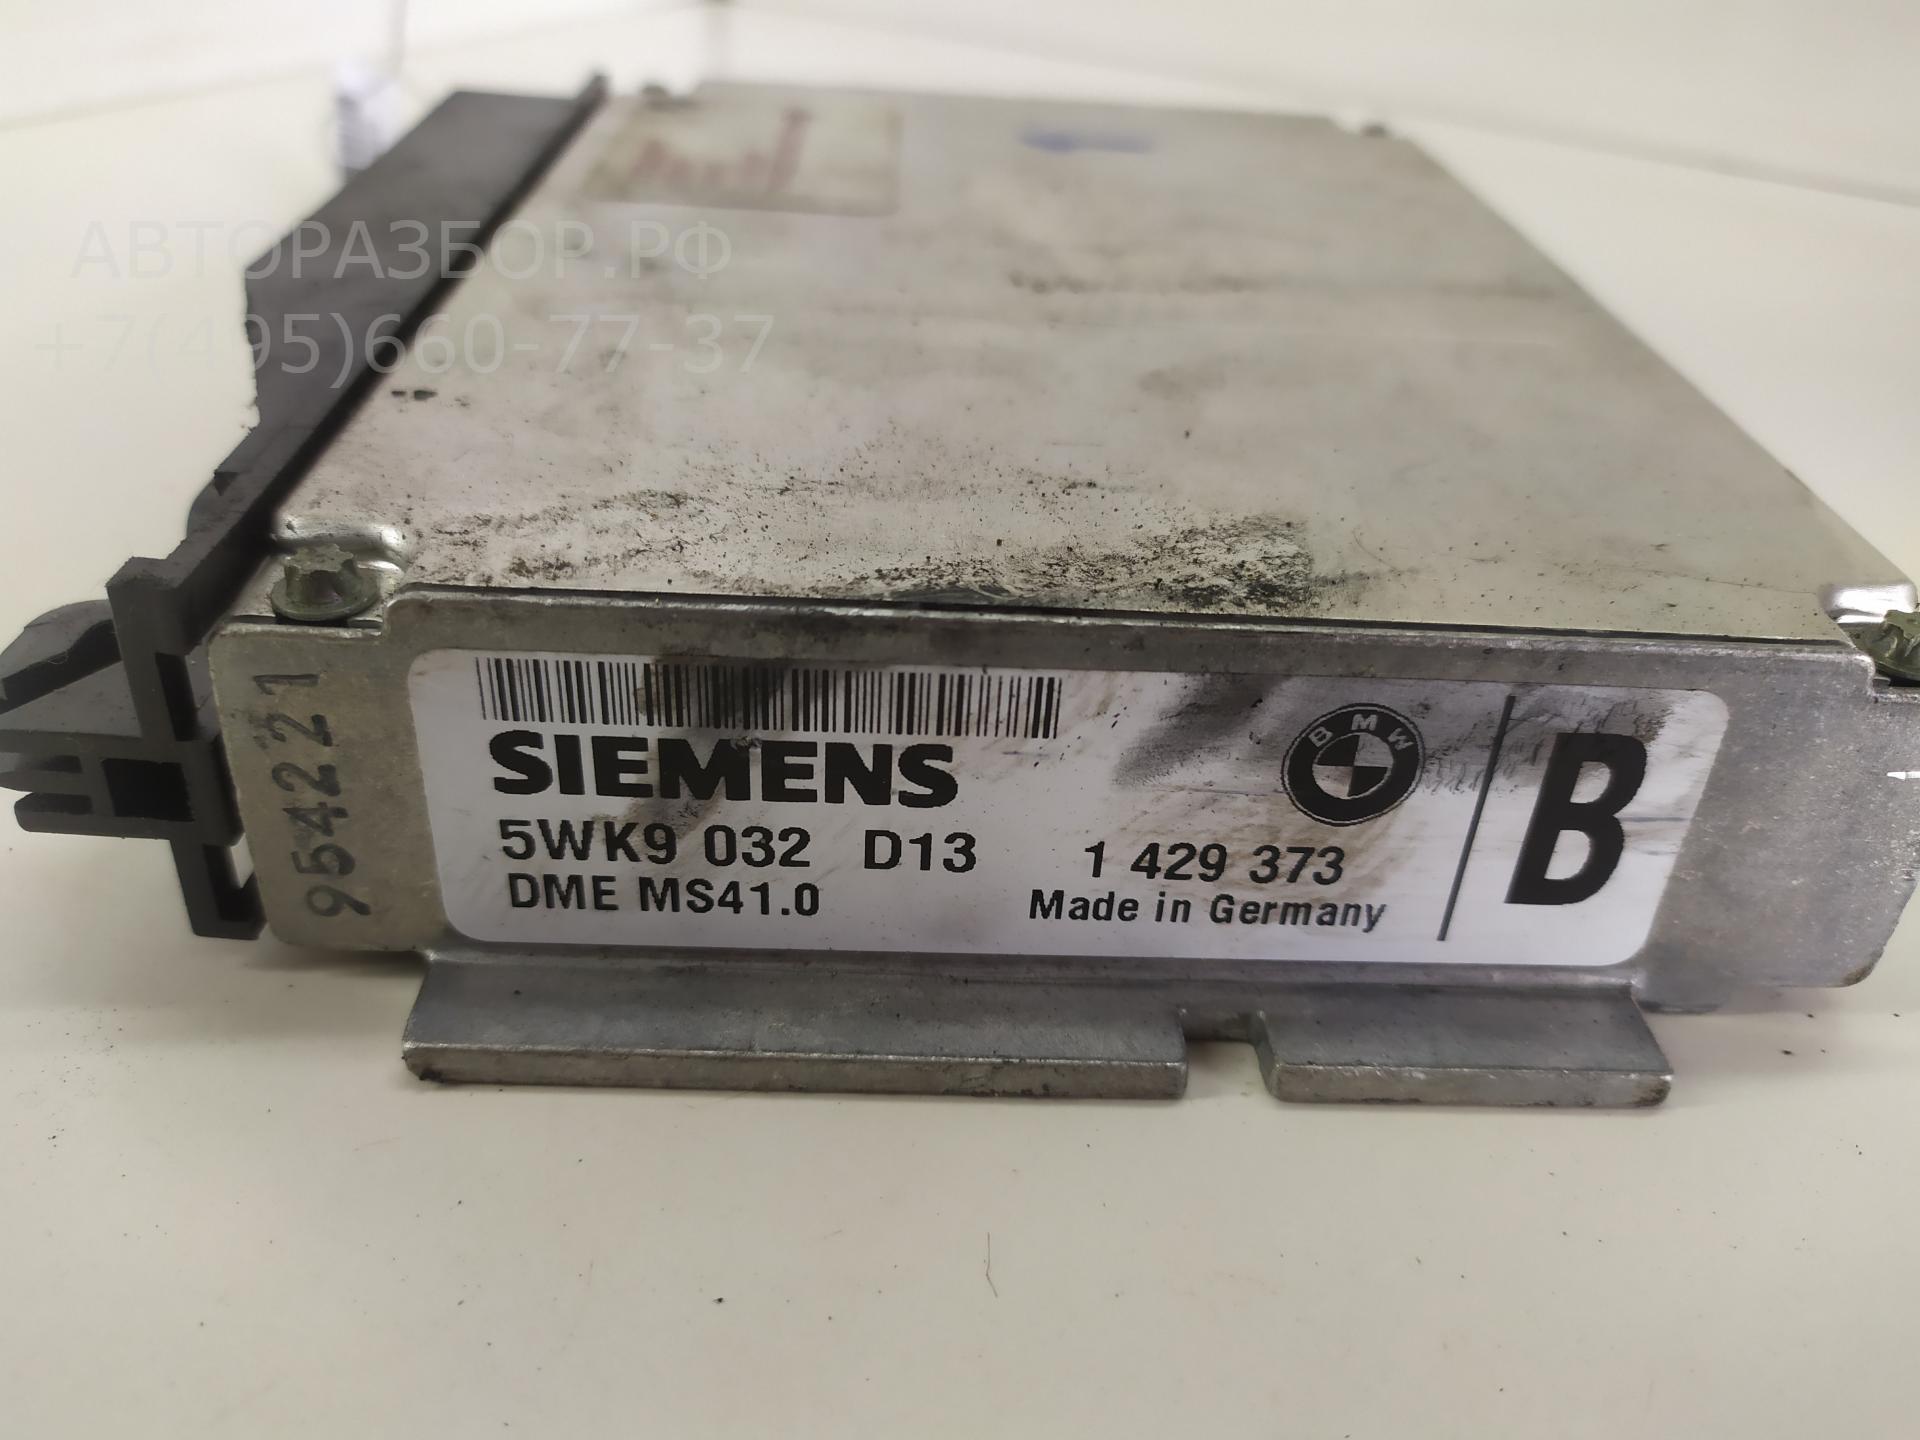 АВТОРАЗБОР.РФ
+7(495)660-77-37
954221
SIEMENS
BMW
B
5WK9 032 D13 1 429 373
DME MS41.0 Made in Germany